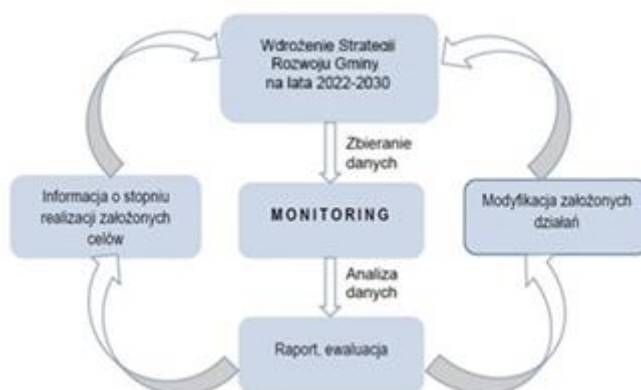 Wdrożenie Strategii
Rozwoju Gminy
na lata 2022-2030
Zbieranie
danych
Informacja o stopniu
realizacji założonych
celów
MONITORING
Modyfikacja założonych
działań
Analiza
danych
Raport, ewaluacja